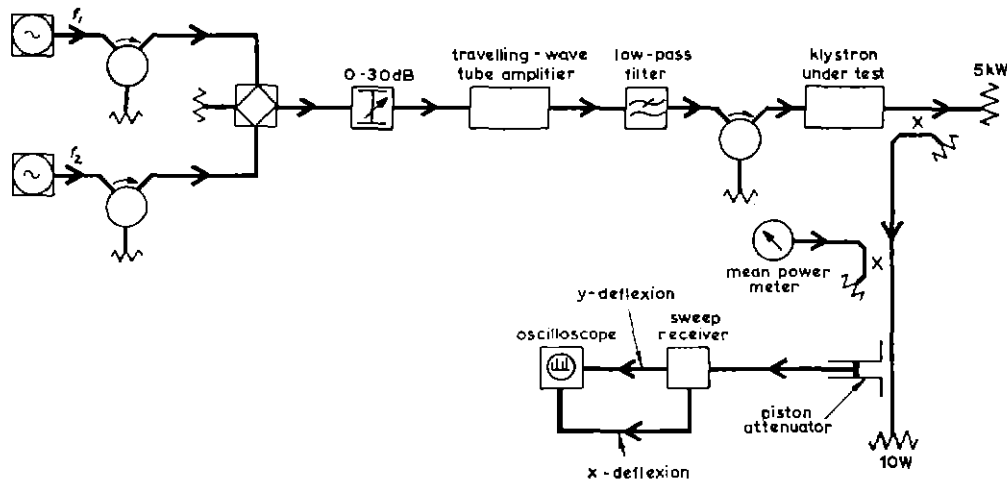 f₁
0-30dB
travelling-wave
tube amplifier
low-pass
filter
klystron
under test
5kW
X
f₂
X
mean power
meter
y-deflexion
oscilloscope
sweep
receiver
piston
attenuator
10W
x-deflexion